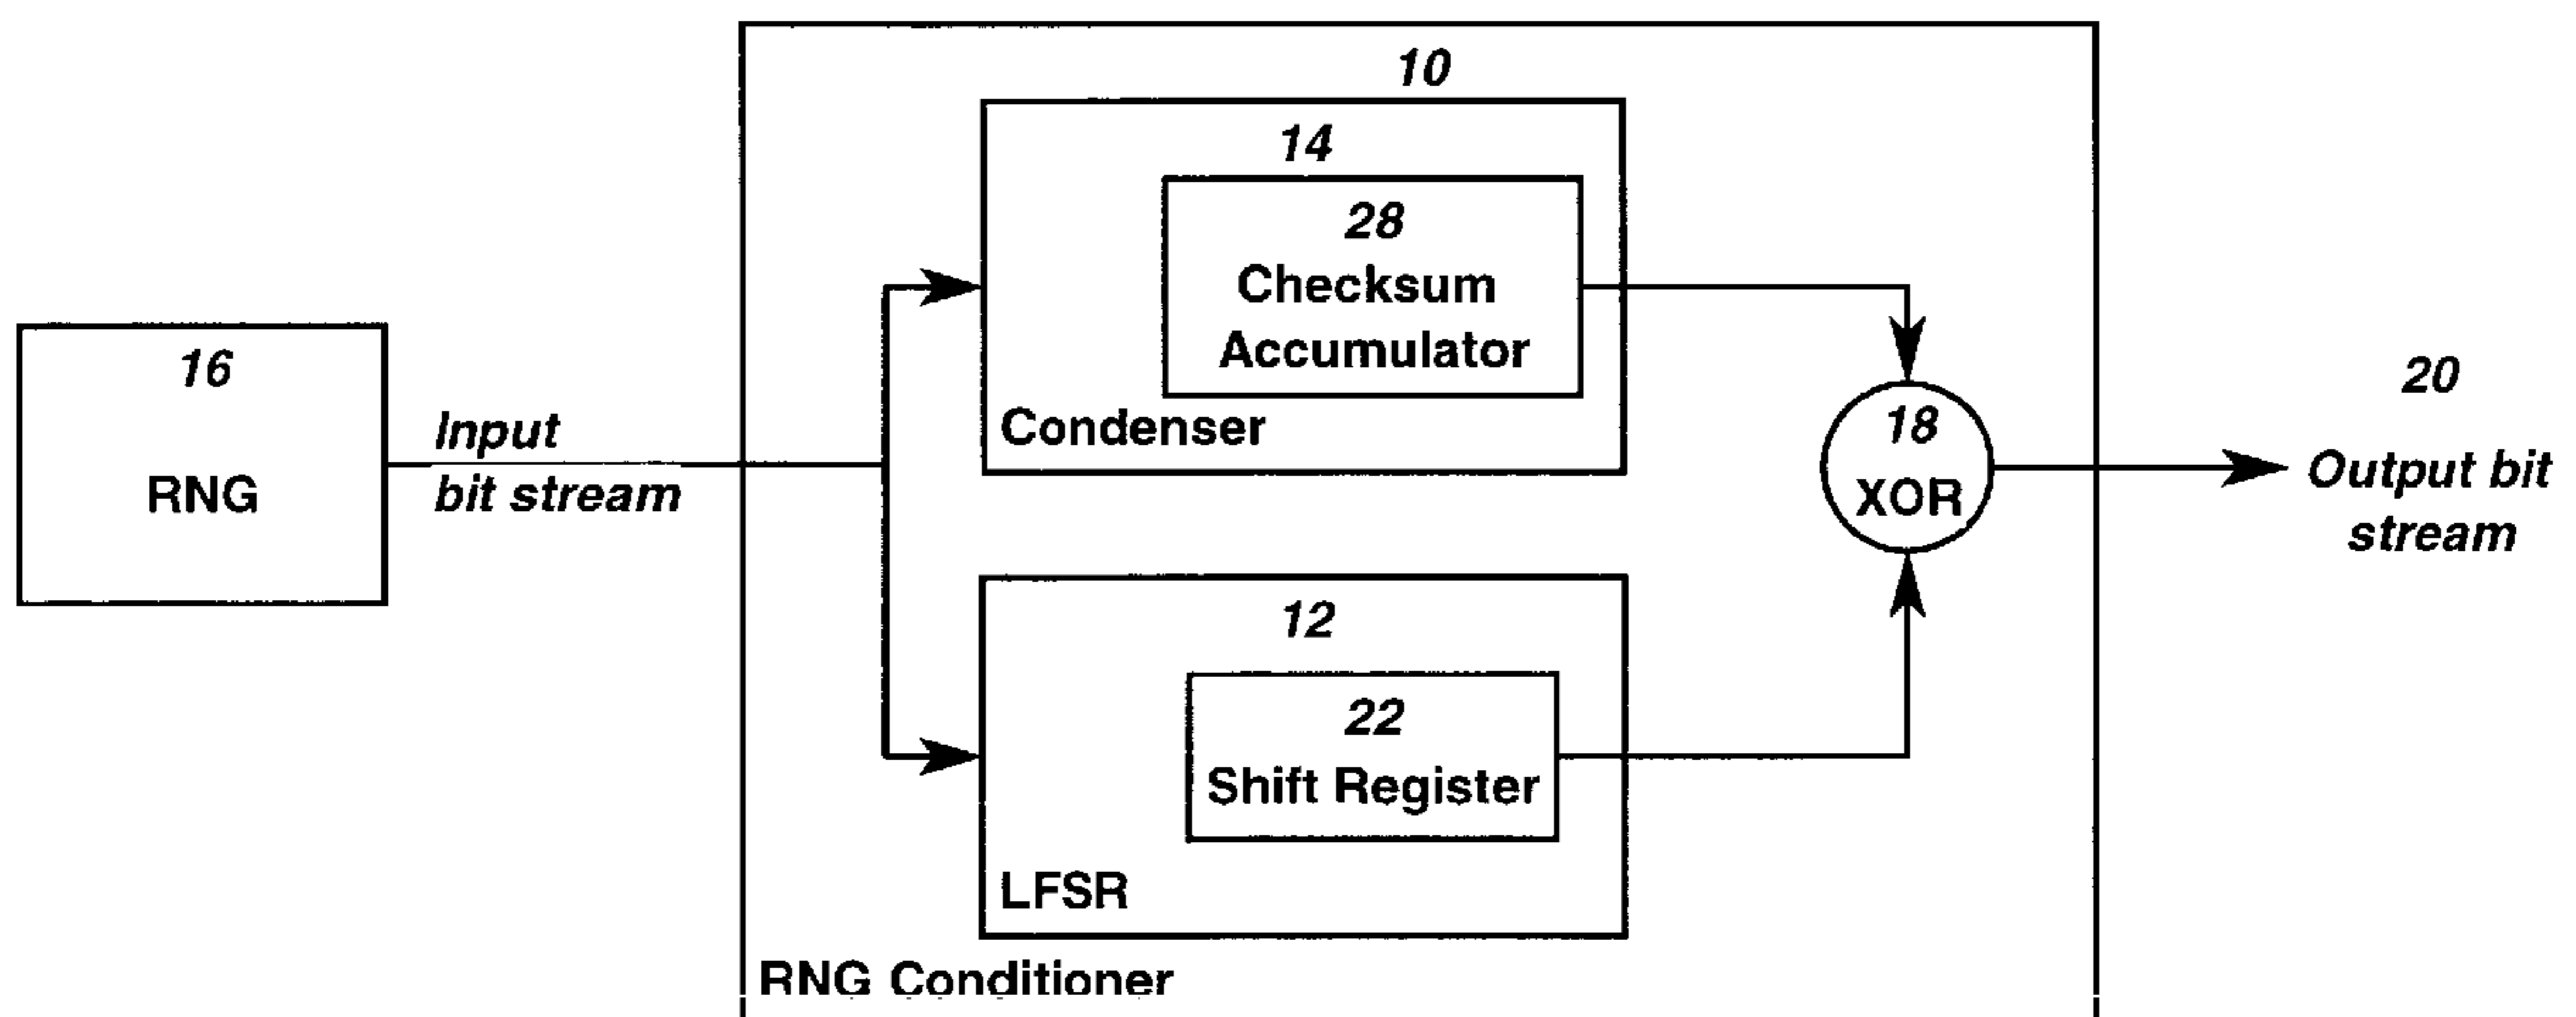 10
14
28
Checksum
Accumulator
Condenser
16
RNG
Input
bit stream
18
XOR
20
Output bit
stream
12
22
Shift Register
LFSR
RNG Conditioner